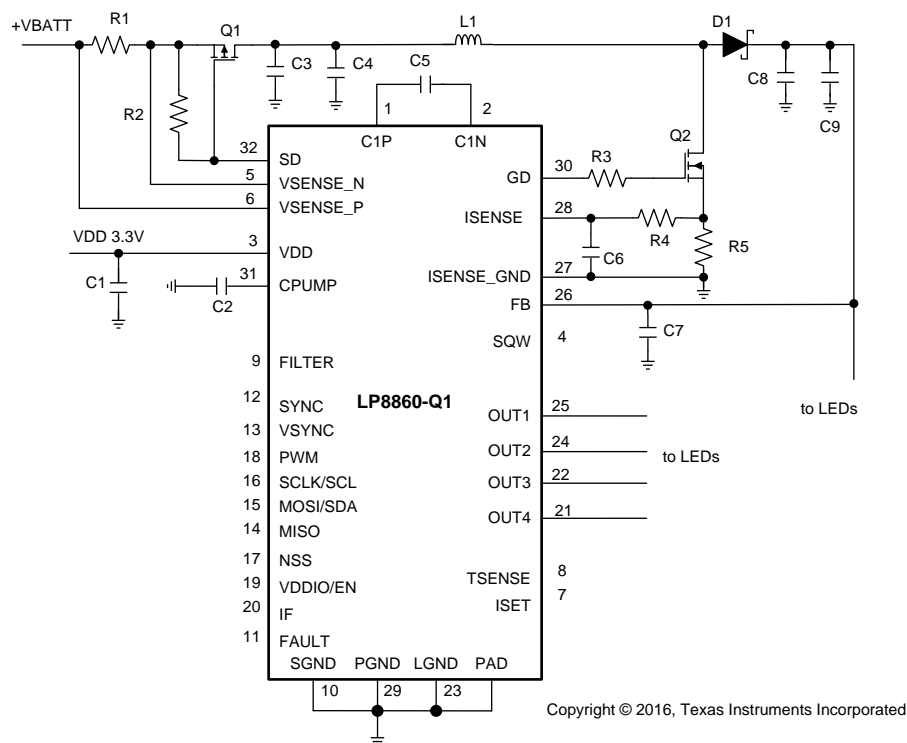 +VBATT
R1
Q1
L1
D1
C3
C4
C5
C8
C9
R2
1
2
C1P
C1N
Q2
32
SD
5
VSENSE_N
6
VSENSE_P
30
GD
R3
28
ISENSE
R4
R5
VDD 3.3V
3
VDD
C6
C1
31
CPUMP
C2
27
ISENSE_GND
26
FB
C7
4
SQW
9
FILTER
LP8860-Q1
12
SYNC
13
VSYNC
18
PWM
16
SCLK/SCL
15
MOSI/SDA
14
MISO
17
NSS
19
VDDIO/EN
20
IF
11
FAULT
25
OUT1
24
OUT2
22
OUT3
21
OUT4
to LEDs
to LEDs
8
TSENSE
7
ISET
SGND
PGND
LGND
PAD
10
29
23
Copyright © 2016, Texas Instruments Incorporated